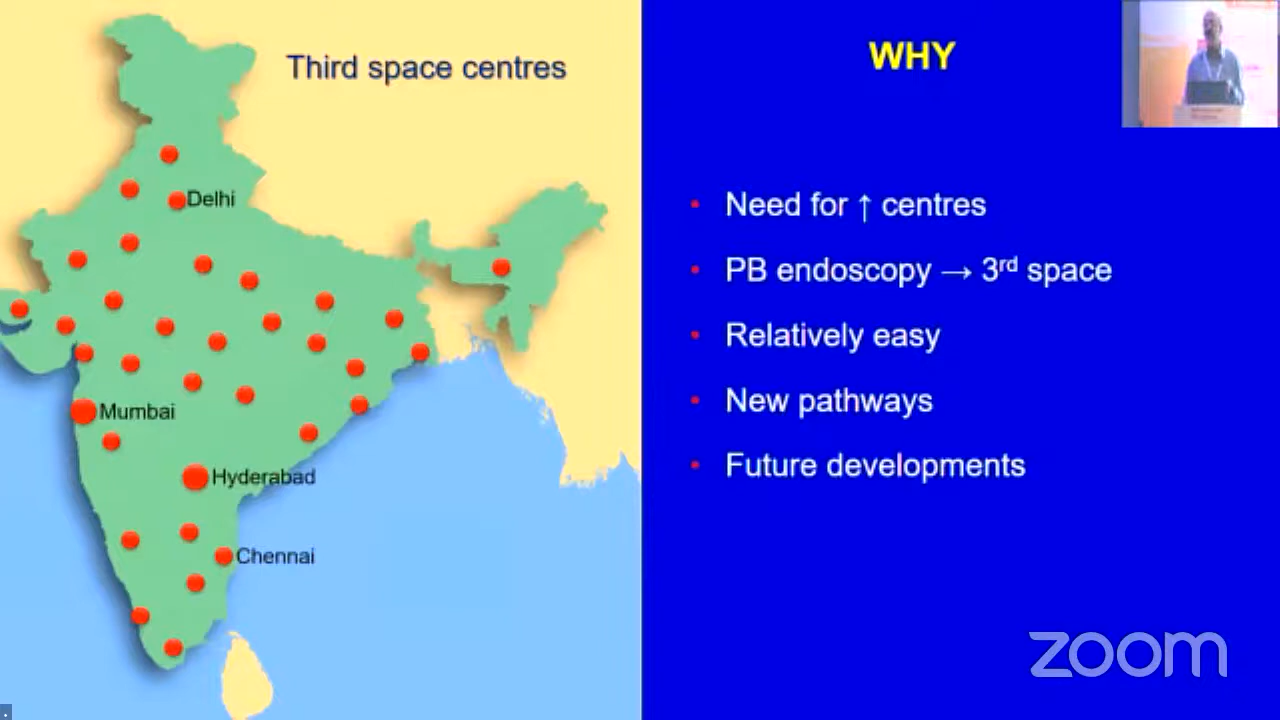 Third space centres
Delhi
Mumbai
Hyderabad
Chennai
WHY
• Need for ↑ centres
• PB endoscopy → 3rd space
• Relatively easy
• New pathways
• Future developments
zoom